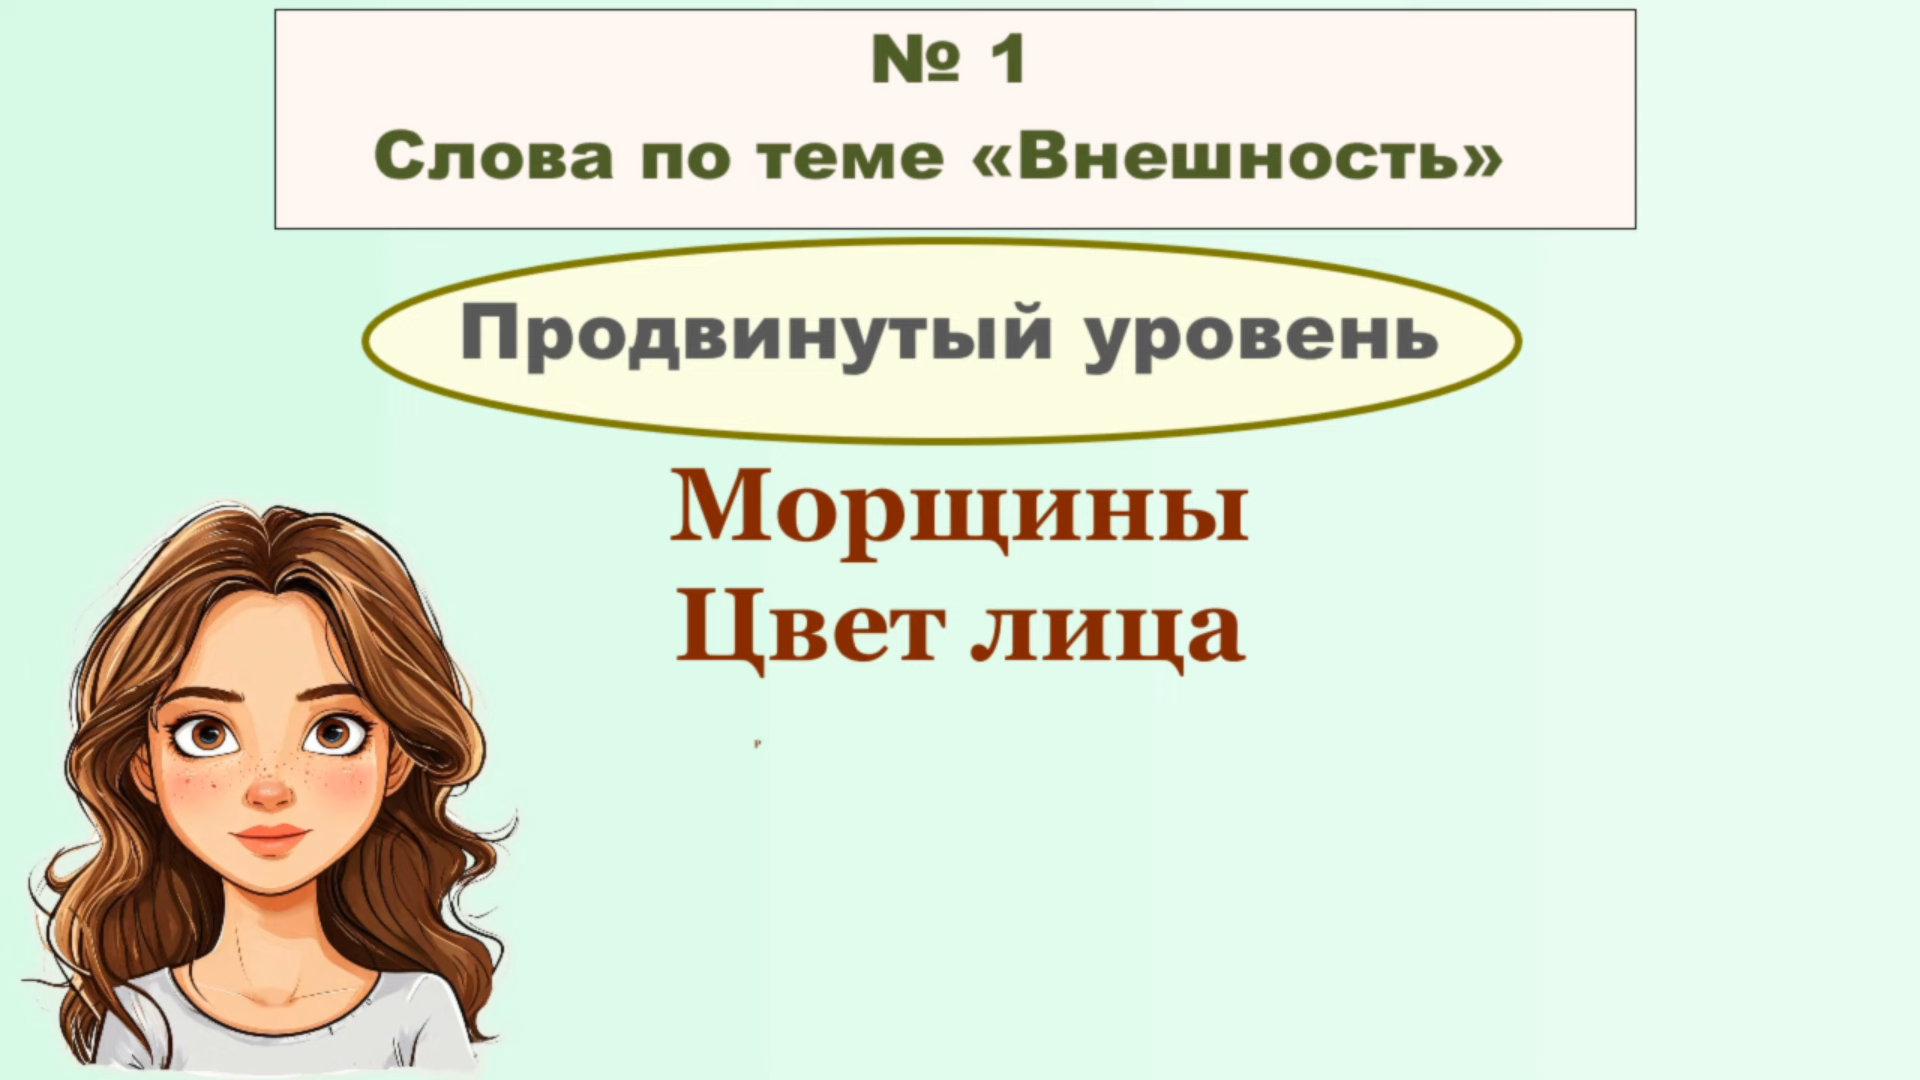 № 1
Слова по теме «Внешность»
Продвинутый уровень
Морщины
Цвет лица